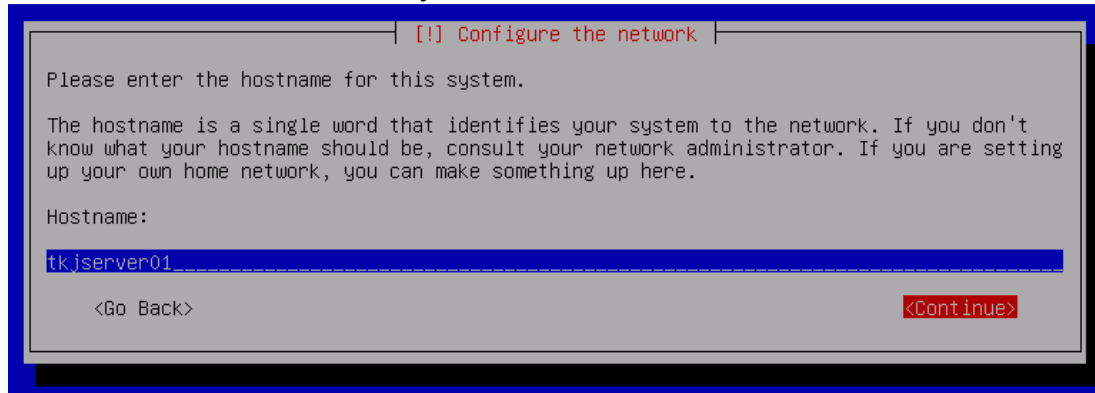 [!] Configure the network
Please enter the hostname for this system.
The hostname is a single word that identifies your system to the network. If you don't
know what your hostname should be, consult your network administrator. If you are setting
up your own home network, you can make something up here.
Hostname:
tkjserver01
<Go Back> <Continue>